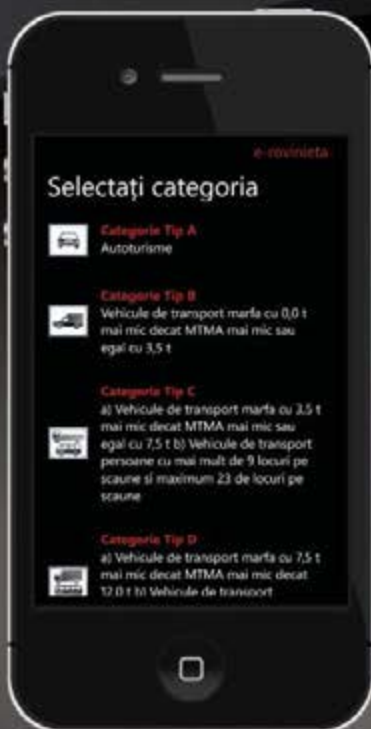 e-rovinieta
Selectați categoria
Categorie Tip A
Autoturisme
Categorie Tip B
Vehicule de transport marfa cu 0,0 t
mai mic decat MTMA mai mic sau
egal cu 3,5 t
Categorie Tip C
a) Vehicule de transport marfa cu 3,5 t
mai mic decat MTMA mai mic sau
egal cu 7,5 t b) Vehicule de transport
persoane cu mai mult de 9 locuri pe
scaune si maximum 23 de locuri pe
scaune
Categorie Tip D
a) Vehicule de transport marfa cu 7,5 t
mai mic decat MTMA mai mic decat
12,0 t b) Vehicule de transport